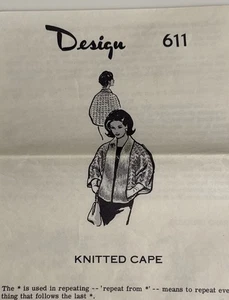 Design 611
KNITTED CAPE
The * is used in repeating -- 'repeat from *' -- means to repeat eve
thing that follows the last *.